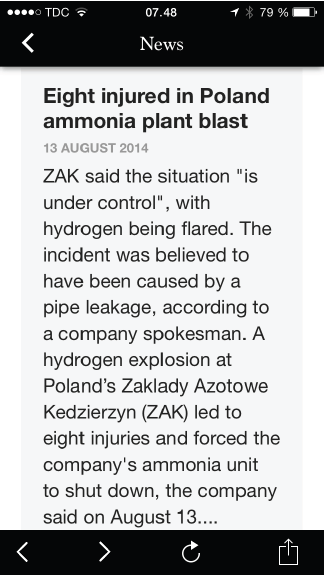 TDC 07.48 79 %
News
Eight injured in Poland
ammonia plant blast
13 AUGUST 2014
ZAK said the situation "is
under control", with
hydrogen being flared. The
incident was believed to
have been caused by a
pipe leakage, according to
a company spokesman. A
hydrogen explosion at
Poland’s Zaklady Azotowe
Kedzierzyn (ZAK) led to
eight injuries and forced the
company's ammonia unit
to shut down, the company
said on August 13....